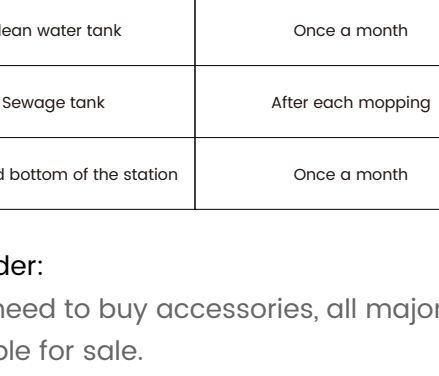 lean water tank Once a month
Sewage tank After each mopping
bottom of the station Once a month
der:
need to buy accessories, all major
ble for sale.